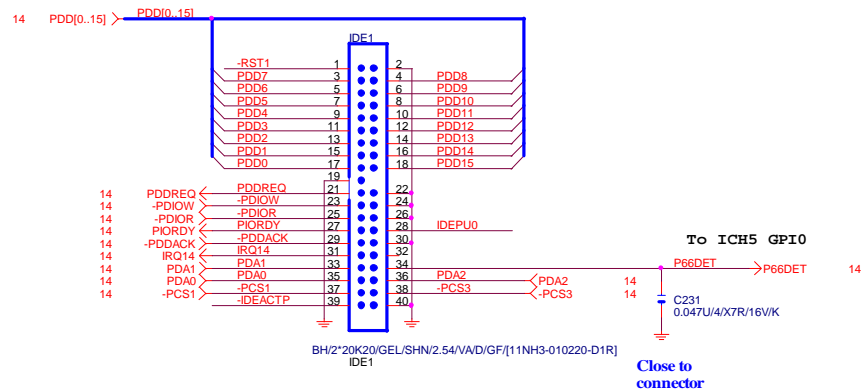 14 PDD[0..15] PDD[0..15]
IDE1
-RST1 1 2
PDD7 3 4 PDD8
PDD6 5 6 PDD9
PDD5 7 8 PDD10
PDD4 9 10 PDD11
PDD3 11 12 PDD12
PDD2 13 14 PDD13
PDD1 15 16 PDD14
PDD0 17 18 PDD15
19
14 PDDREQ PDDREQ 21 22
14 -PDIOW -PDIOW 23 24
14 -PDIOR -PDIOR 25 26
14 PIORDY PIORDY 27 28 IDEPU0
14 -PDDACK -PDDACK 29 30
14 IRQ14 IRQ14 31 32
To ICH5 GPI0
14 PDA1 PDA1 33 34 P66DET P66DET 14
14 PDA0 PDA0 35 36 PDA2 PDA2 14
14 -PCS1 -PCS1 37 38 -PCS3 -PCS3 14
-IDEACTP 39 40
C231
0.047U/4/X7R/16V/K
BH/2*20K20/GEL/SHN/2.54/VA/D/GF/[11NH3-010220-D1R]
IDE1
Close to
connector